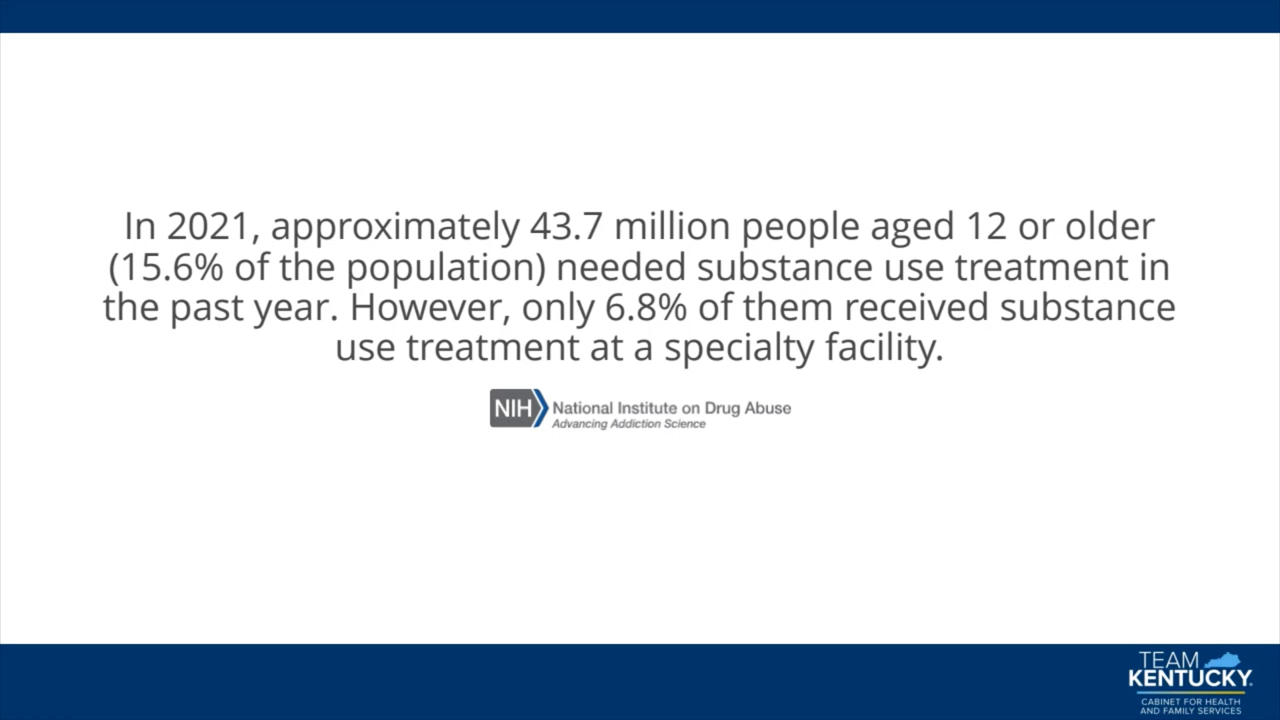 In 2021, approximately 43.7 million people aged 12 or older
(15.6% of the population) needed substance use treatment in
the past year. However, only 6.8% of them received substance
use treatment at a specialty facility.
NIH National Institute on Drug Abuse
Advancing Addiction Science
TEAM
KENTUCKY
CABINET FOR HEALTH
AND FAMILY SERVICES